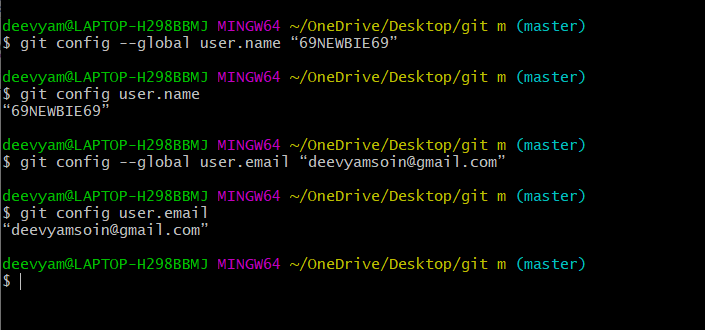 deevyam@LAPTOP-H298BBMJ MINGW64 ~/OneDrive/Desktop/git m (master)
$ git config --global user.name “69NEWBIE69”
deevyam@LAPTOP-H298BBMJ MINGW64 ~/OneDrive/Desktop/git m (master)
$ git config user.name
“69NEWBIE69”
deevyam@LAPTOP-H298BBMJ MINGW64 ~/OneDrive/Desktop/git m (master)
$ git config --global user.email “deevyamsoin@gmail.com”
deevyam@LAPTOP-H298BBMJ MINGW64 ~/OneDrive/Desktop/git m (master)
$ git config user.email
“deevyamsoin@gmail.com”
deevyam@LAPTOP-H298BBMJ MINGW64 ~/OneDrive/Desktop/git m (master)
$